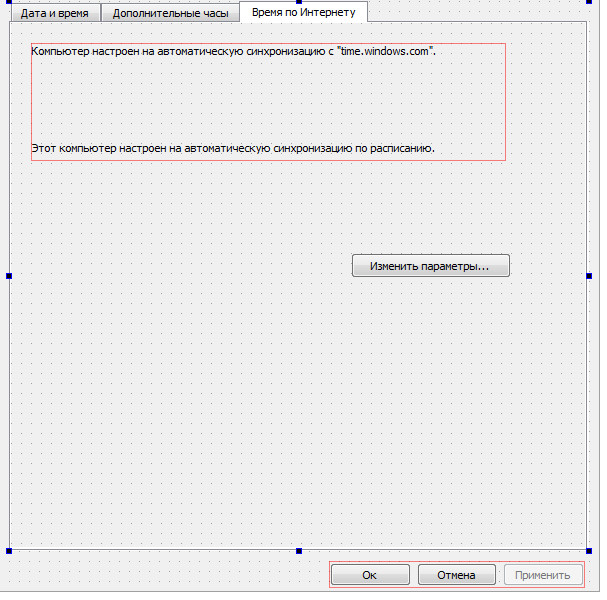 Дата и время Дополнительные часы Время по Интернету
Компьютер настроен на автоматическую синхронизацию с "time.windows.com".
Этот компьютер настроен на автоматическую синхронизацию по расписанию.
Изменить параметры...
Ок Отмена Применить